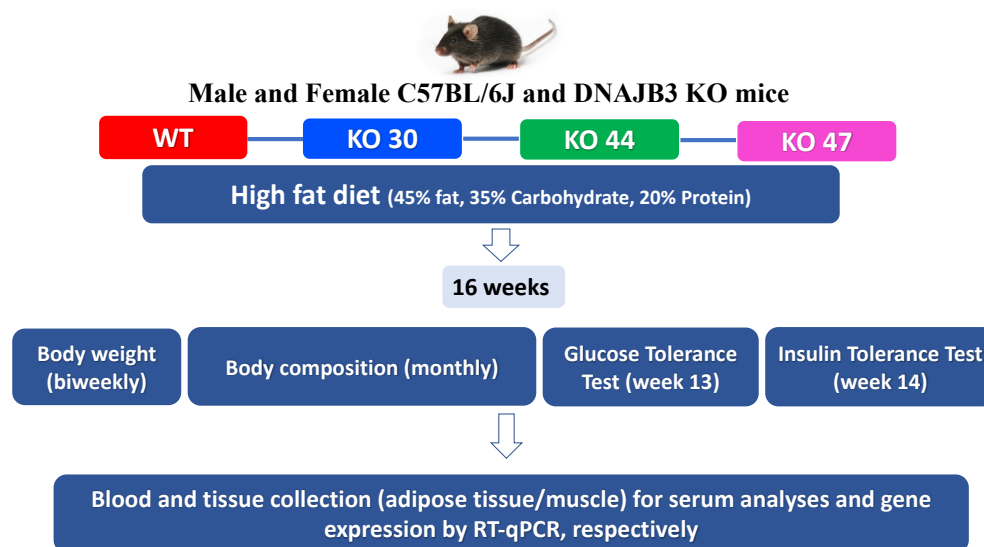 Male and Female C57BL/6J and DNAJB3 KO mice
WT
KO 30
KO 44
KO 47
High fat diet (45% fat, 35% Carbohydrate, 20% Protein)
16 weeks
Body weight
(biweekly)
Body composition (monthly)
Glucose Tolerance
Test (week 13)
Insulin Tolerance Test
(week 14)
Blood and tissue collection (adipose tissue/muscle) for serum analyses and gene
expression by RT-qPCR, respectively